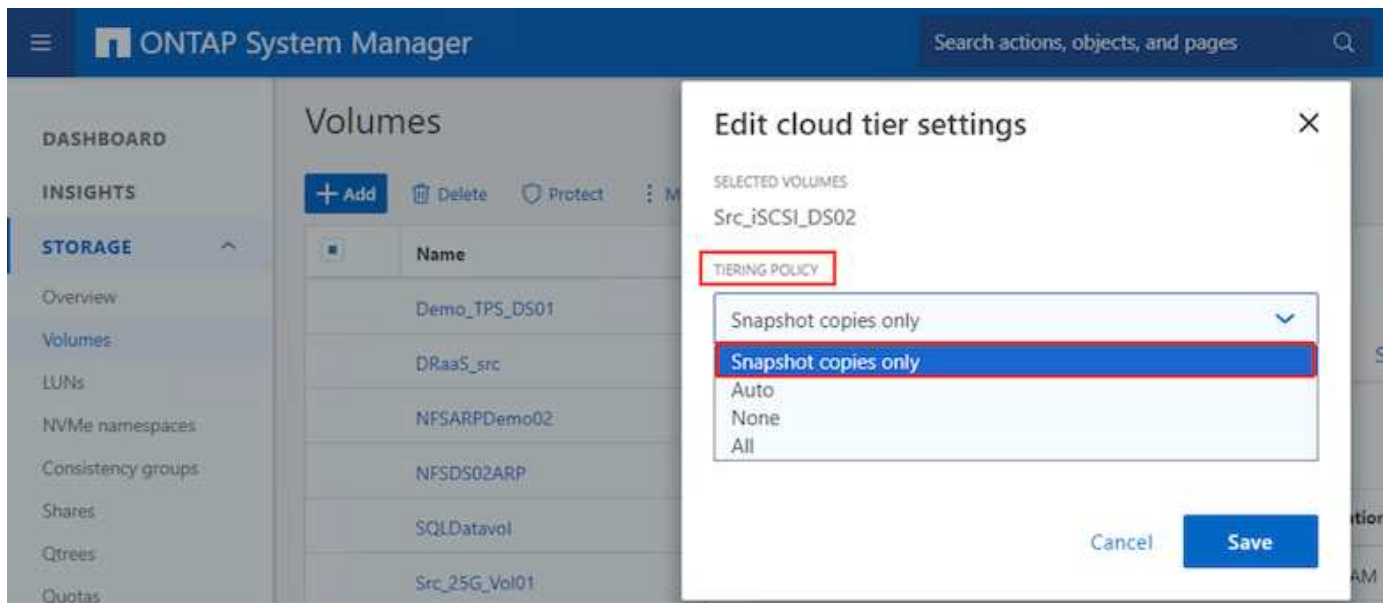 ONTAP System Manager
Search actions, objects, and pages
DASHBOARD
INSIGHTS
STORAGE
Overview
Volumes
LUNs
NVMe namespaces
Consistency groups
Shares
Qtrees
Quotas
Volumes
+ Add
Delete
Protect
Name
Demo_TPS_DS01
DRaaS_src
NFSARPDemo02
NFSDS02ARP
SQLDatavol
Src_25G_Vol01
Edit cloud tier settings
SELECTED VOLUMES
Src_iSCSI_DS02
TIERING POLICY
Snapshot copies only
Snapshot copies only
Auto
None
All
Cancel
Save
AM